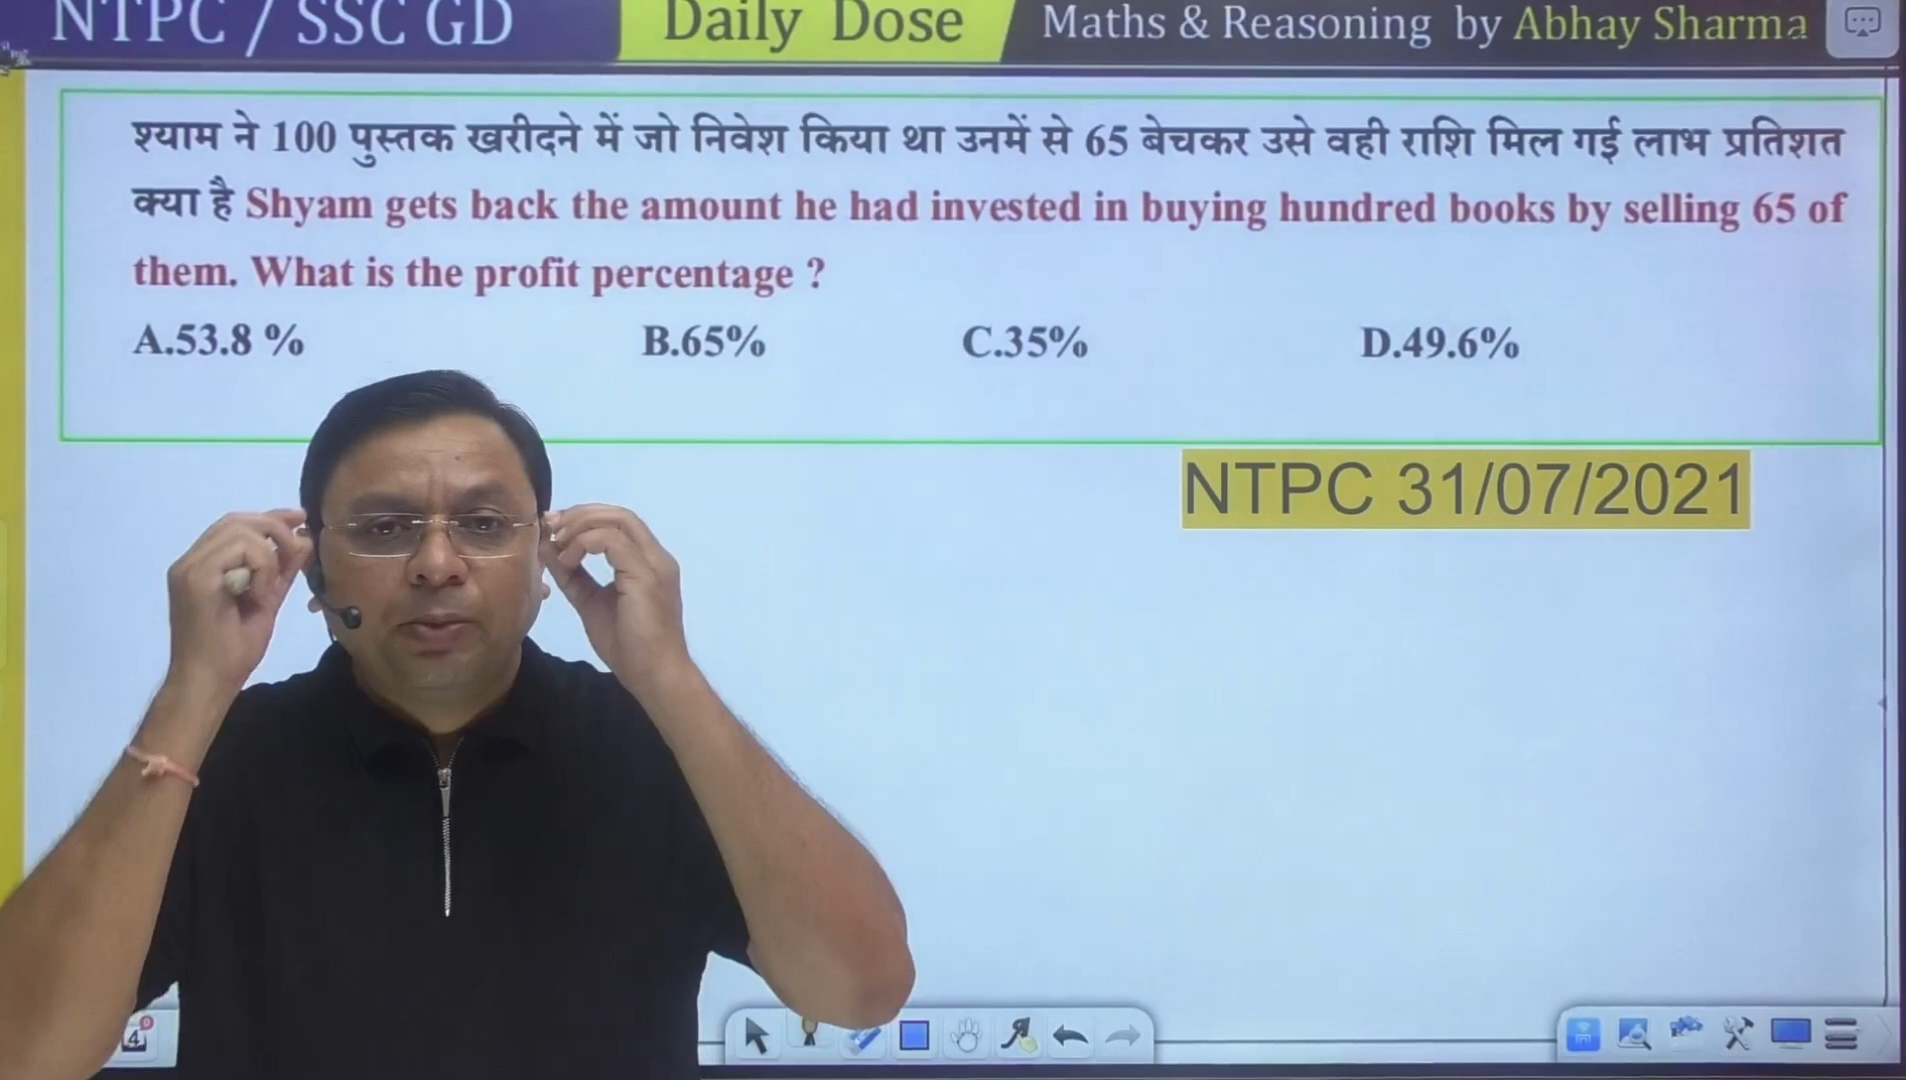 NTPC / SSC GD
Daily Dose
Maths & Reasoning by Abhay Sharma
श्याम ने 100 पुस्तक खरीदने में जो निवेश किया था उनमें से 65 बेचकर उसे वही राशि मिल गई लाभ प्रतिशत
क्या है Shyam gets back the amount he had invested in buying hundred books by selling 65 of
them. What is the profit percentage ?
A.53.8 % B.65% C.35% D.49.6%
NTPC 31/07/2021
4
0